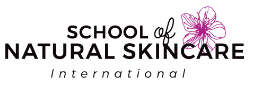 SCHOOL of
NATURAL SKINCARE
International